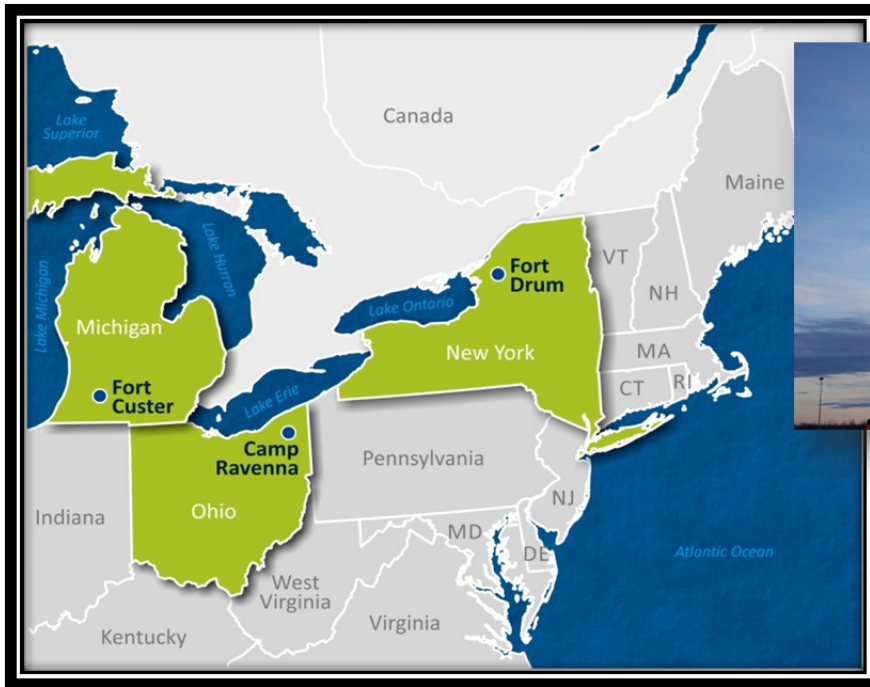 Canada
Lake
Superior
Maine
Lake Hurron
Lake Michigan
Fort
Drum
VT
NH
Lake Ontario
Michigan
New York
MA
CT
RI
Fort
Custer
Lake Erie
Camp
Ravenna
Pennsylvania
NJ
Indiana
Ohio
MD
DE
Atlantic Ocean
West
Virginia
Virginia
Kentucky